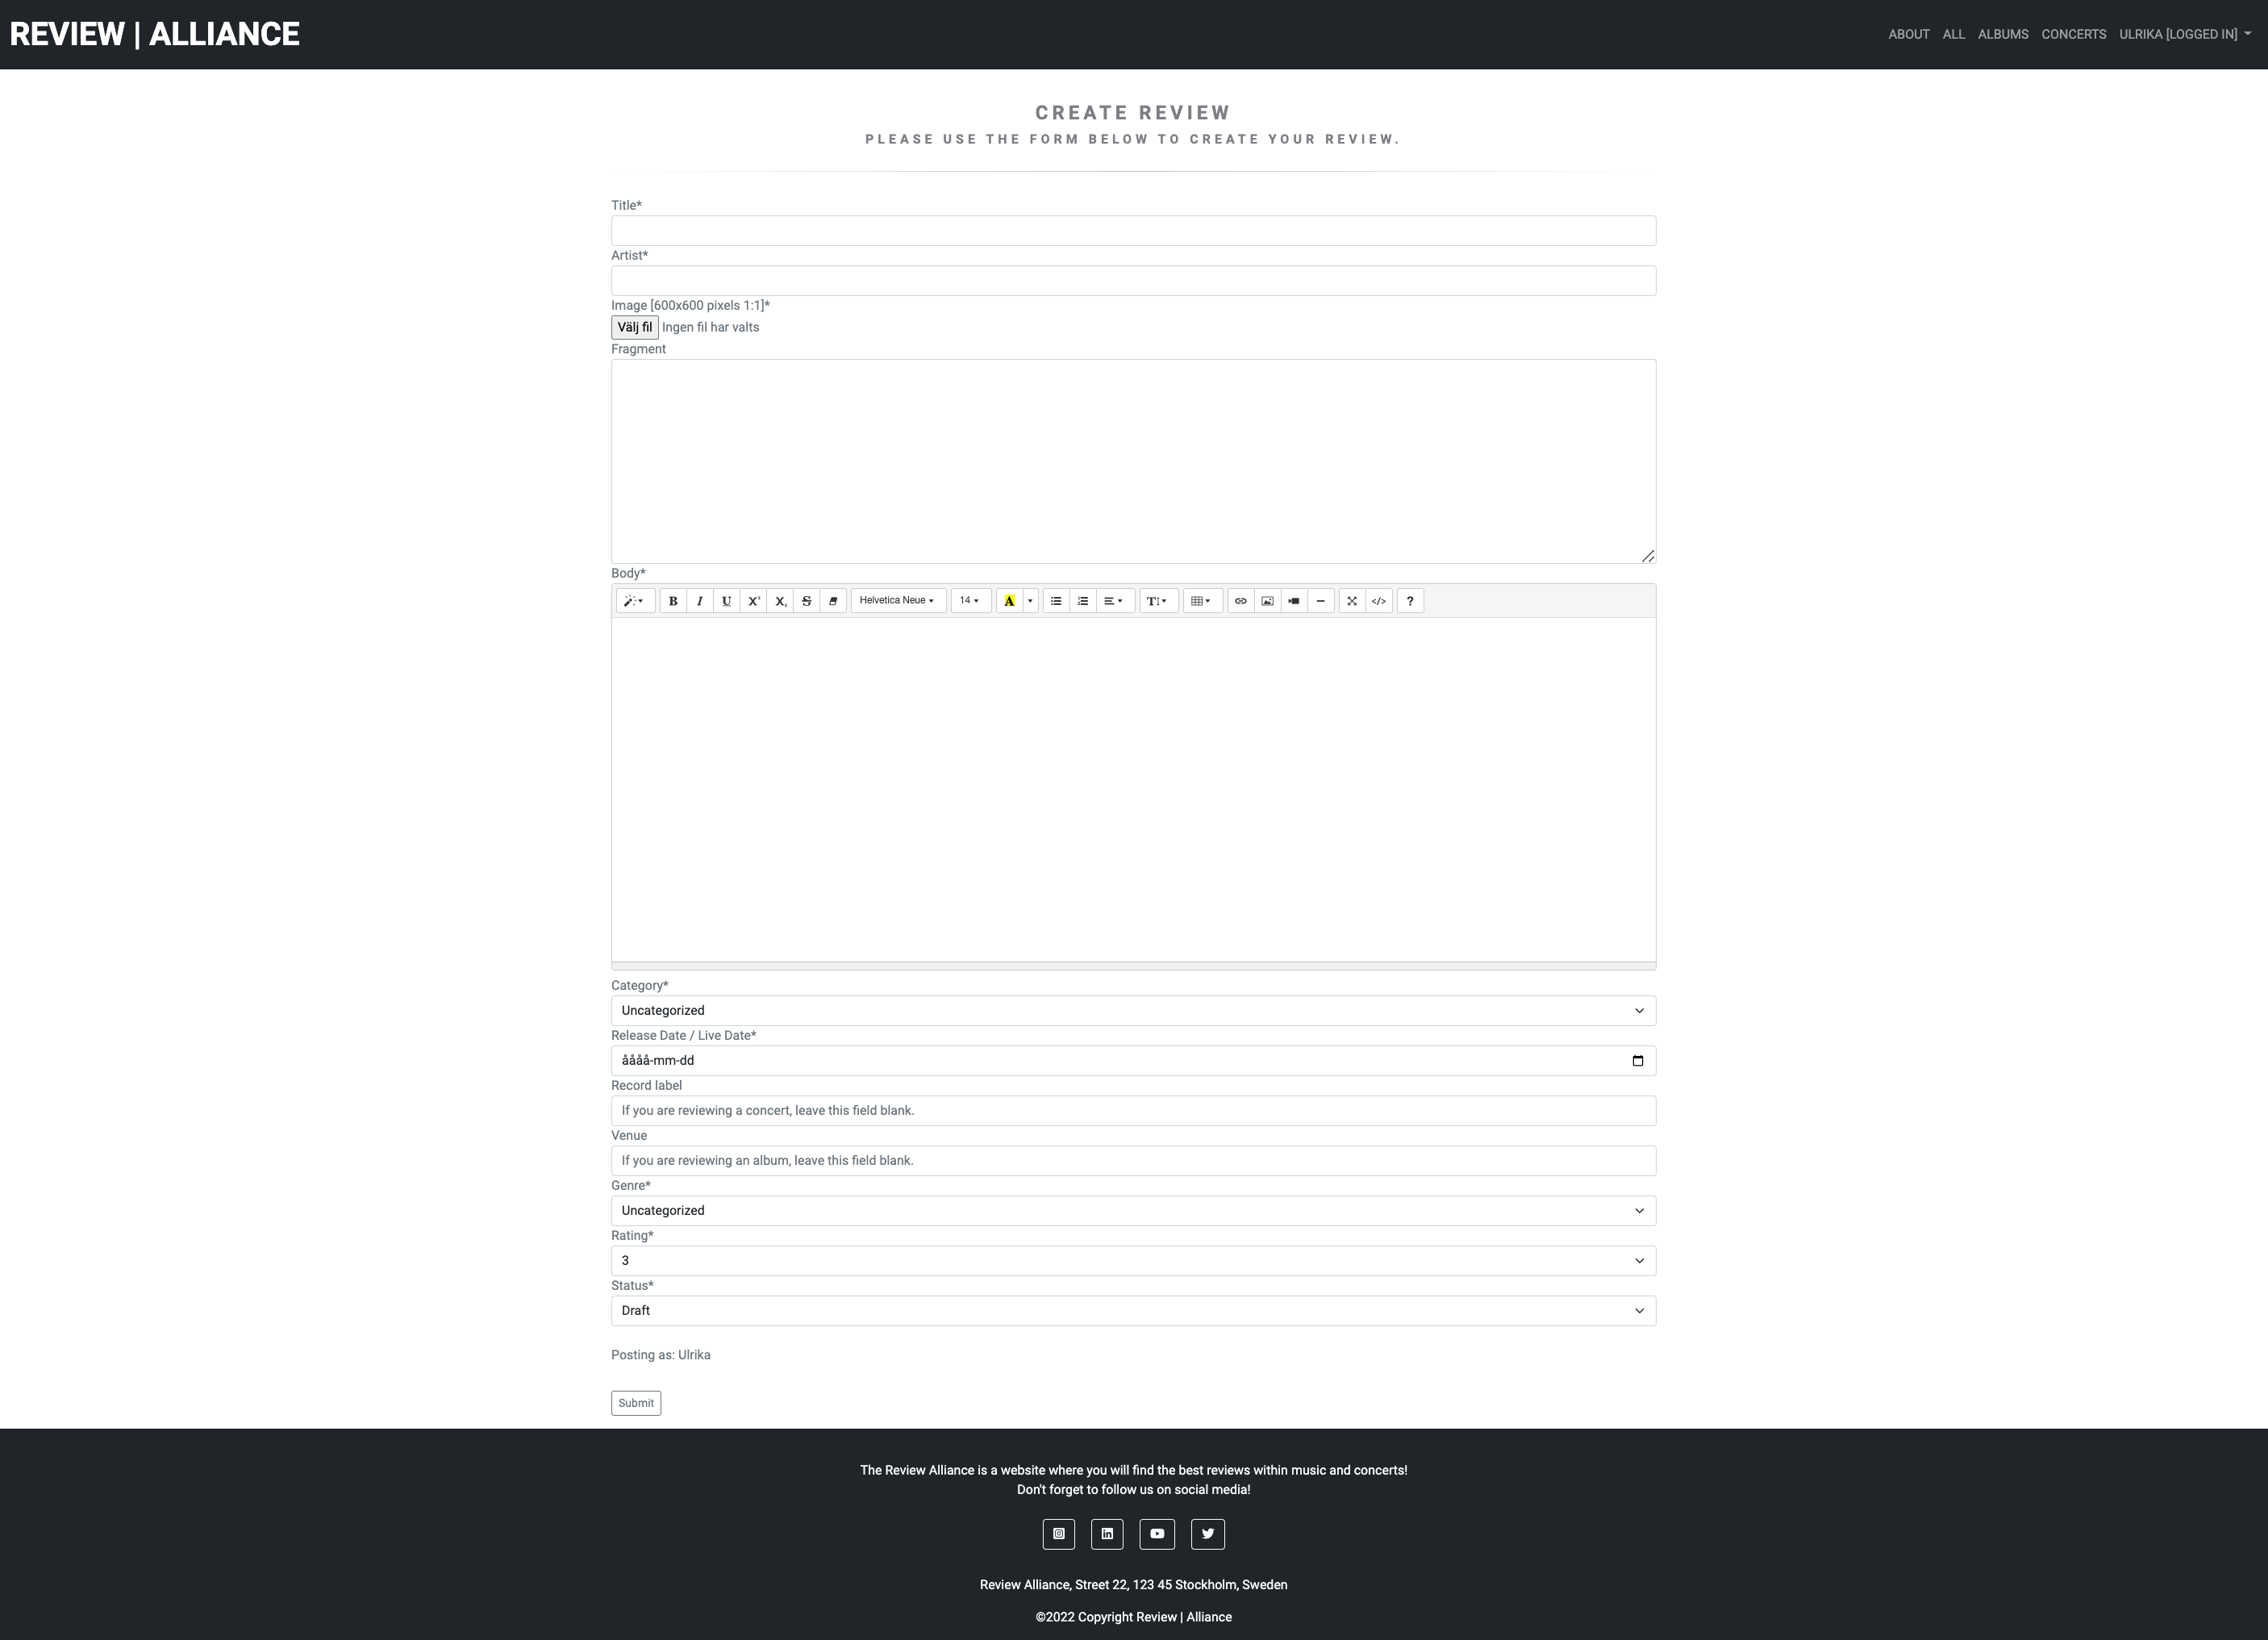 REVIEW | ALLIANCE
ABOUT ALL ALBUMS CONCERTS ULRIKA [LOGGED IN]
CREATE REVIEW
PLEASE USE THE FORM BELOW TO CREATE YOUR REVIEW.
Title*
Artist*
Image [600x600 pixels 1:1]*
Välj fil Ingen fil har valts
Fragment
Body*
B I U X² X₁ S Helvetica Neue 14 A T </> ?
Category*
Uncategorized
Release Date / Live Date*
åååå-mm-dd
Record label
If you are reviewing a concert, leave this field blank.
Venue
If you are reviewing an album, leave this field blank.
Genre*
Uncategorized
Rating*
3
Status*
Draft
Posting as: Ulrika
Submit
The Review Alliance is a website where you will find the best reviews within music and concerts!
Don't forget to follow us on social media!
Review Alliance, Street 22, 123 45 Stockholm, Sweden
©2022 Copyright Review | Alliance